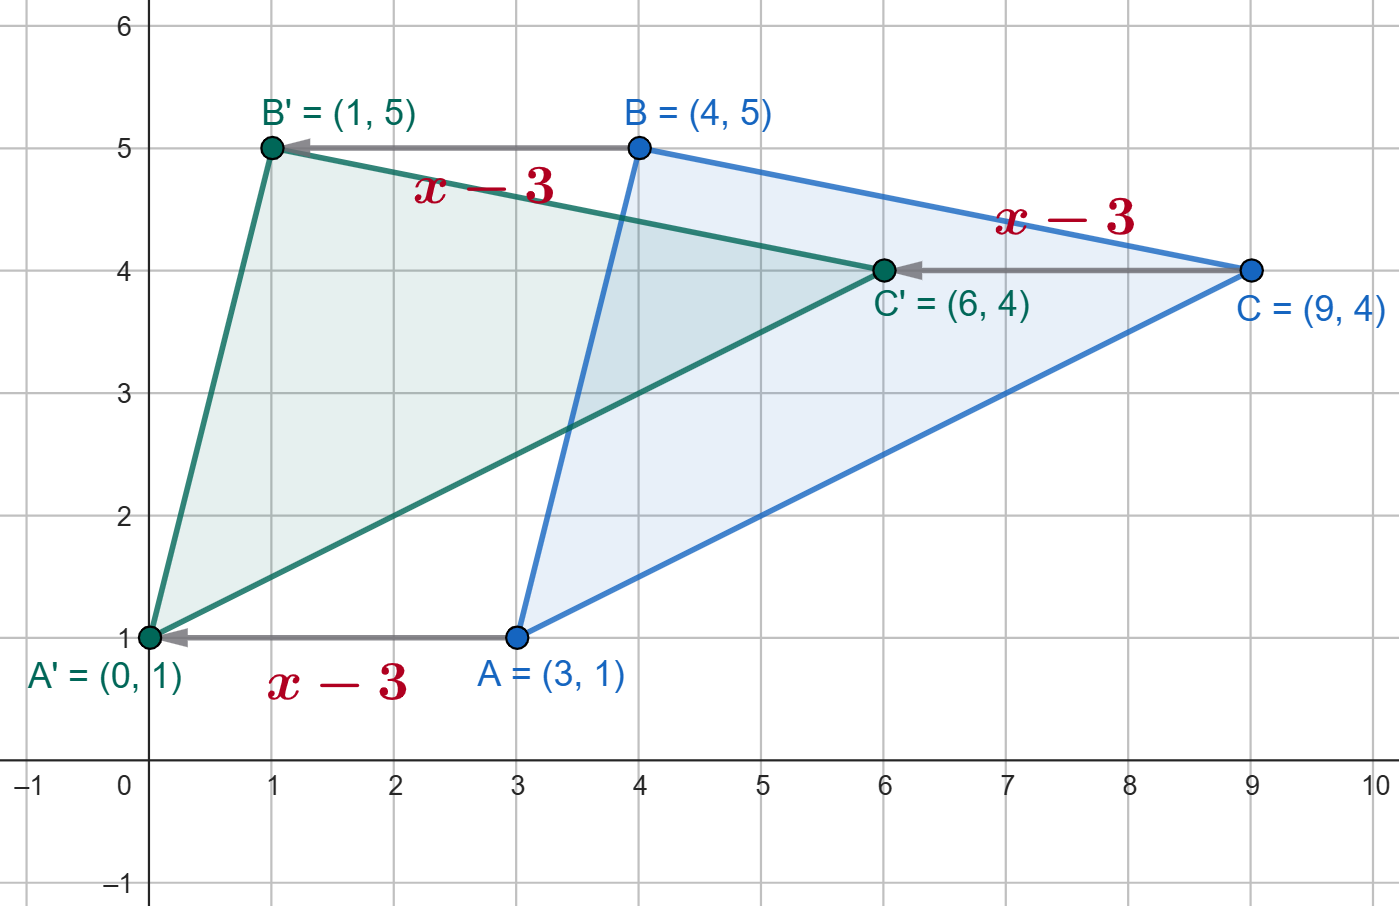 6
B' = (1, 5)
B = (4, 5)
5
x − 3
x − 3
4
C' = (6, 4)
C = (9, 4)
3
2
1
A' = (0, 1)
x − 3
A = (3, 1)
–1 0 1 2 3 4 5 6 7 8 9 10
–1